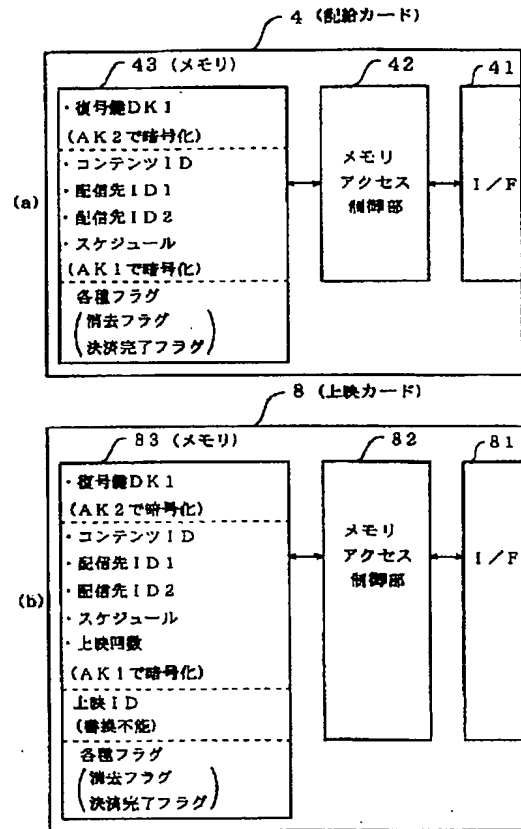 4 (配給カード)
43 (メモリ)
42
41
・復号鍵DK1
(AK2で暗号化)
・コンテンツID
・配信先ID1
・配信先ID2
・スケジュール
(AK1で暗号化)
各種フラグ
(消去フラグ
決済完了フラグ)
メモリ
アクセス
制御部
I/F
(a)
8 (上映カード)
83 (メモリ)
82
81
・復号鍵DK1
(AK2で暗号化)
・コンテンツID
・配信先ID1
・配信先ID2
・スケジュール
・上映回数
(AK1で暗号化)
上映ID
(書換不能)
各種フラグ
(消去フラグ
決済完了フラグ)
メモリ
アクセス
制御部
I/F
(b)